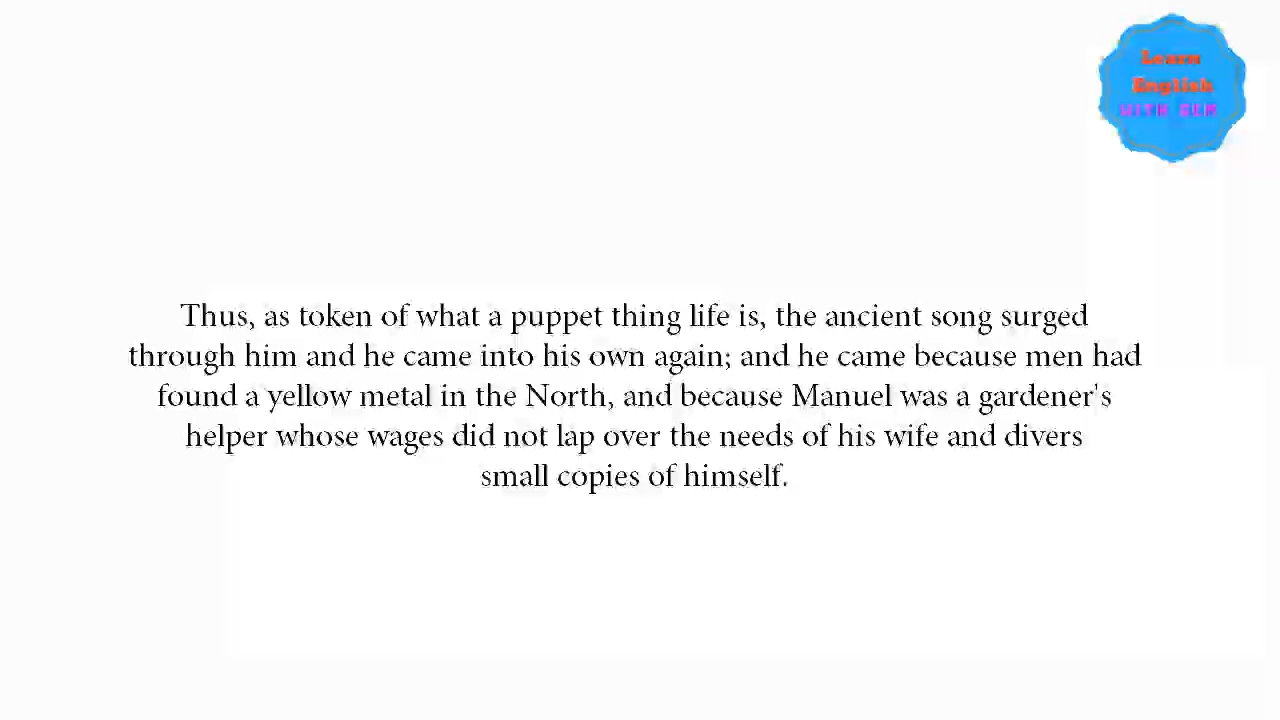 Learn
English
WITH GEM
Thus, as token of what a puppet thing life is, the ancient song surged
through him and he came into his own again; and he came because men had
found a yellow metal in the North, and because Manuel was a gardener's
helper whose wages did not lap over the needs of his wife and divers
small copies of himself.